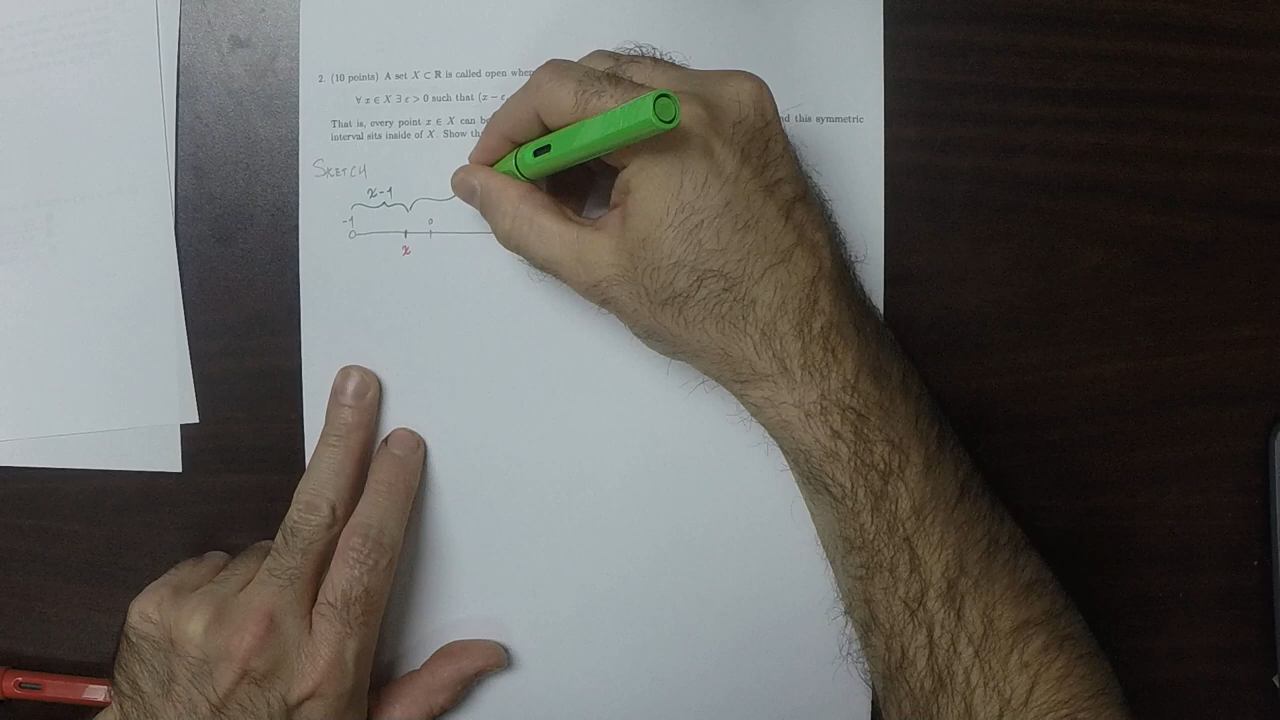 2. (10 points) A set X ⊂ ℝ is called open when
∀ x ∈ X ∃ ε > 0 such that (x − ε,
That is, every point x ∈ X can be nd this symmetric
interval sits inside of X. Show th
SKETCH
x-1
-1 0
x